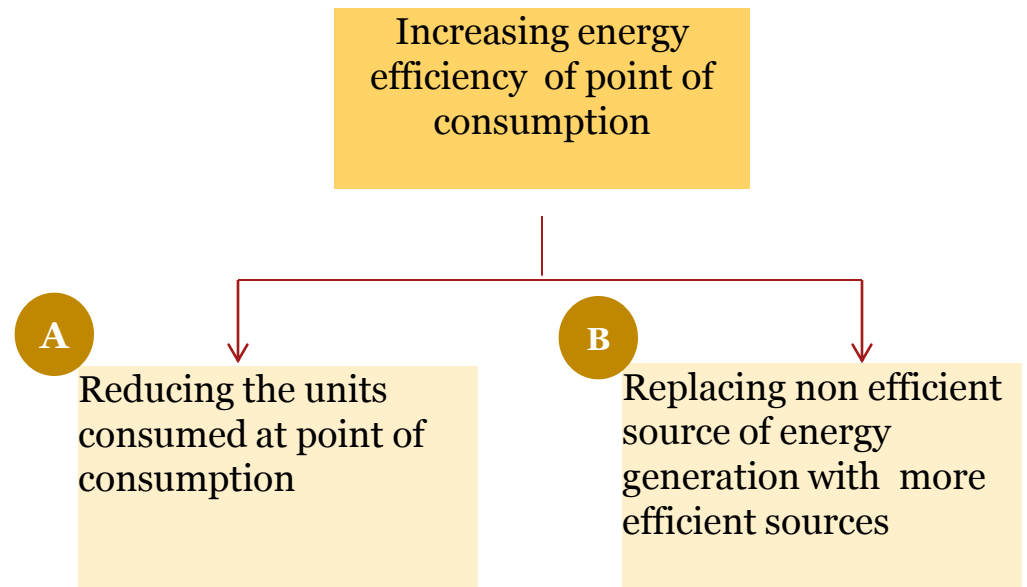 Increasing energy
efficiency of point of
consumption
A
Reducing the units
consumed at point of
consumption
B
Replacing non efficient
source of energy
generation with more
efficient sources